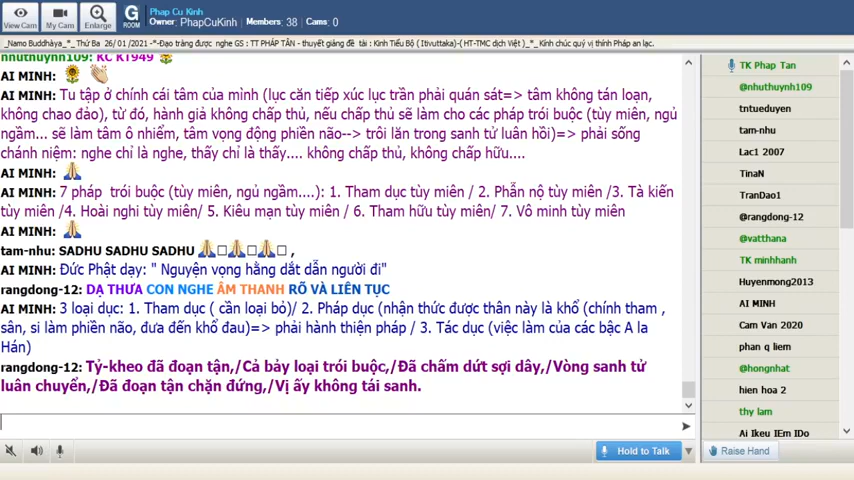 View Cam
My Cam
Enlarge
G
ROOM
Phap Cu Kinh
Owner: PhapCuKinh Members: 38 Cams: 0
_Namo Buddhàya_*_ Thứ Ba 26/ 01 /2021 -*-Đạo tràng được nghe GS : TT PHÁP TÂN - thuyết giảng đề tài : Kinh Tiểu Bộ ( Itivuttaka)-( HT-TMC dịch Việt )_*_ Kính chúc quý vị thính Pháp an lạc.
nhuthuynh109: KC KT949
AI MINH:
AI MINH: Tu tập ở chính cái tâm của mình (lục căn tiếp xúc lục trần phải quán sát=> tâm không tán loạn,
không chao đảo), từ đó, hành giả không chấp thủ, nếu chấp thủ sẽ làm cho các pháp trói buộc (tùy miên, ngủ
ngầm... sẽ làm tâm ô nhiễm, tâm vọng động phiền não--> trôi lăn trong sanh tử luân hồi)=> phải sống
chánh niệm: nghe chỉ là nghe, thấy chỉ là thấy.... không chấp thủ, không chấp hữu....
AI MINH:
AI MINH: 7 pháp trói buộc (tùy miên, ngủ ngầm....): 1. Tham dục tùy miên / 2. Phẫn nộ tùy miên /3. Tà kiến
tùy miên /4. Hoài nghi tùy miên/ 5. Kiêu mạn tùy miên / 6. Tham hữu tùy miên/ 7. Vô minh tùy miên
AI MINH:
tam-nhu: SADHU SADHU SADHU ,
AI MINH: Đức Phật dạy: " Nguyện vọng hằng dắt dẫn người đi"
rangdong-12: DẠ THƯA CON NGHE ÂM THANH RÕ VÀ LIÊN TỤC
AI MINH: 3 loại dục: 1. Tham dục ( cần loại bỏ)/ 2. Pháp dục (nhận thức được thân này là khổ (chính tham ,
sân, si làm phiền não, đưa đến khổ đau)=> phải hành thiện pháp / 3. Tác dục (việc làm của các bậc A la
Hán)
rangdong-12: Tỷ-kheo đã đoạn tận,/Cả bảy loại trói buộc,/Đã chấm dứt sợi dây,/Vòng sanh tử
luân chuyển,/Đã đoạn tận chặn đứng,/Vị ấy không tái sanh.
Hold to Talk
TK Phap Tan
@nhuthuynh109
tntueduyen
tam-nhu
Lac1 2007
TinaN
TranDao1
@rangdong-12
@vatthana
TK minhhanh
Huyenmong2013
AI MINH
Cam Van 2020
phan q liem
@hongnhat
hien hoa 2
thy lam
Ai Ikeu IEm IDo
Raise Hand